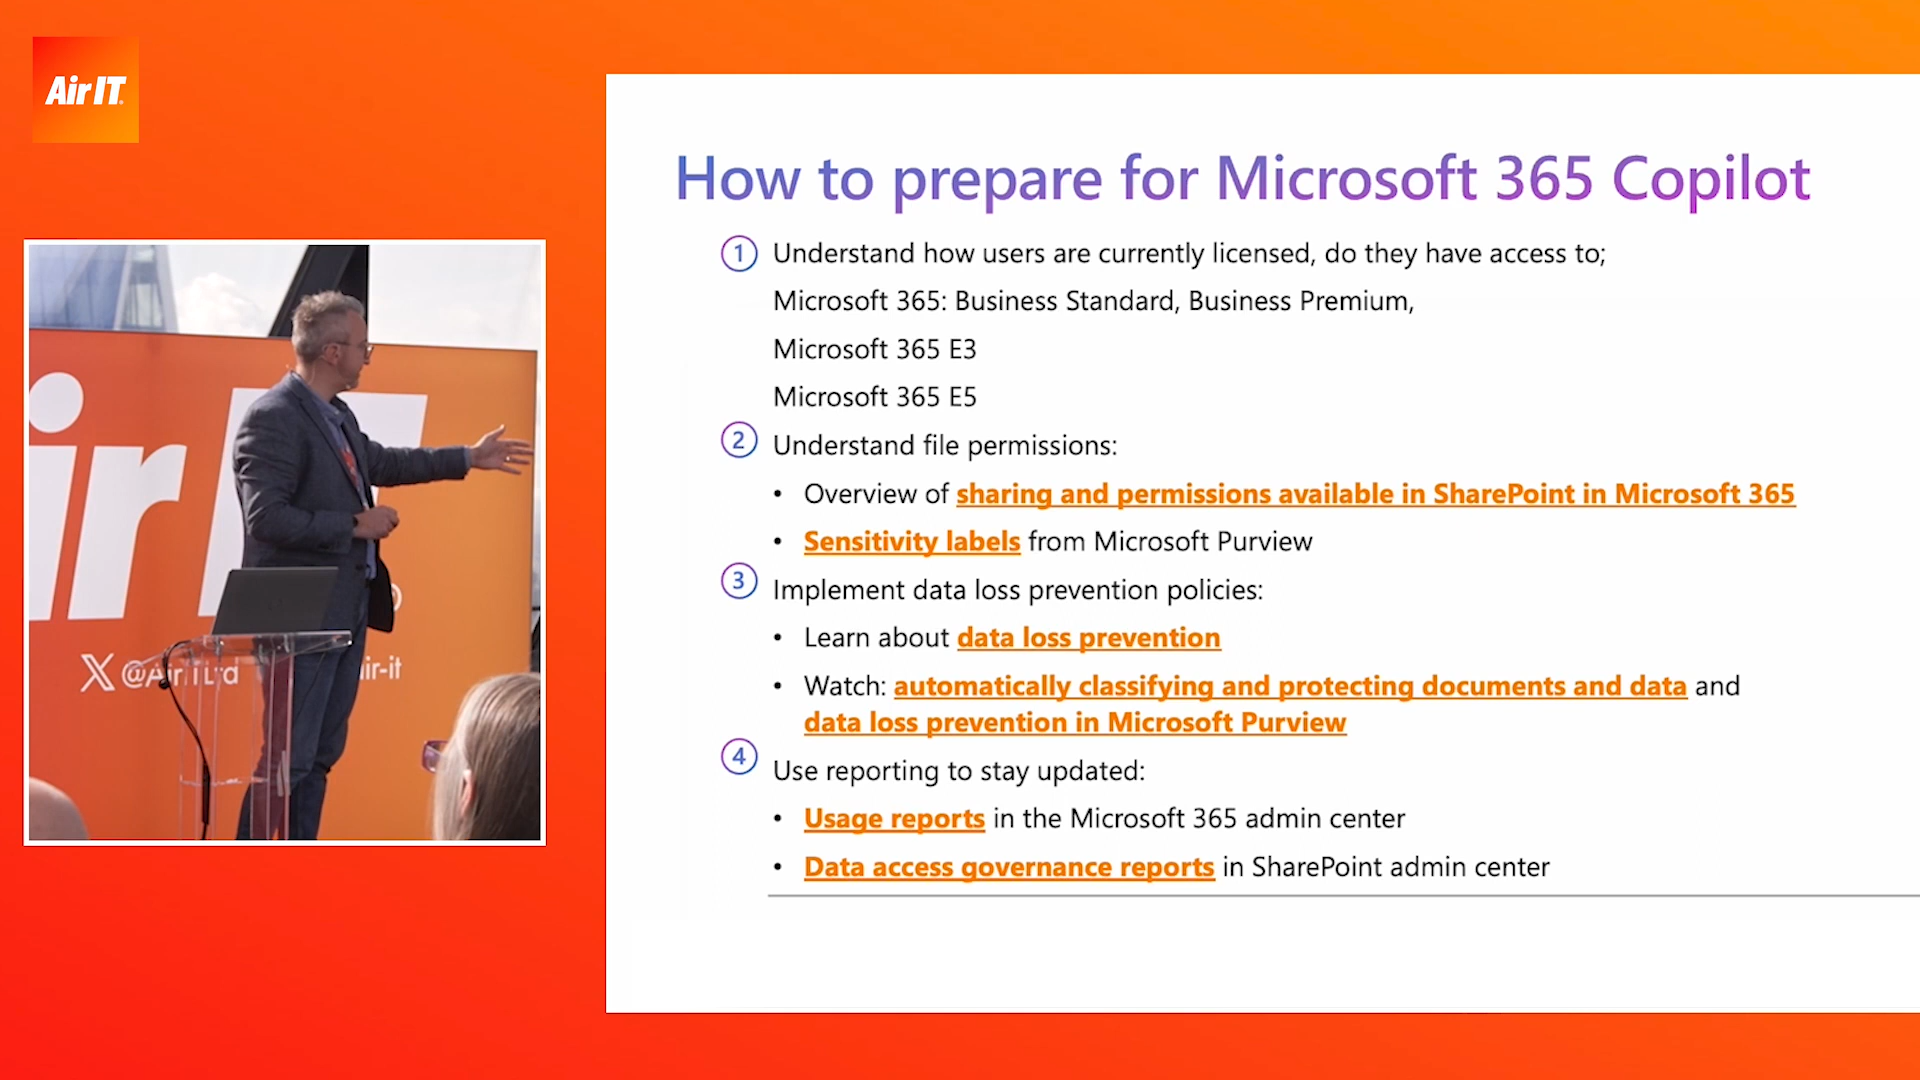 Air IT
How to prepare for Microsoft 365 Copilot
1 Understand how users are currently licensed, do they have access to;
Microsoft 365: Business Standard, Business Premium,
Microsoft 365 E3
Microsoft 365 E5
2 Understand file permissions:
• Overview of sharing and permissions available in SharePoint in Microsoft 365
• Sensitivity labels from Microsoft Purview
3 Implement data loss prevention policies:
• Learn about data loss prevention
• Watch: automatically classifying and protecting documents and data and
data loss prevention in Microsoft Purview
4 Use reporting to stay updated:
• Usage reports in the Microsoft 365 admin center
• Data access governance reports in SharePoint admin center
ir
X @AirITLtd
ir-it